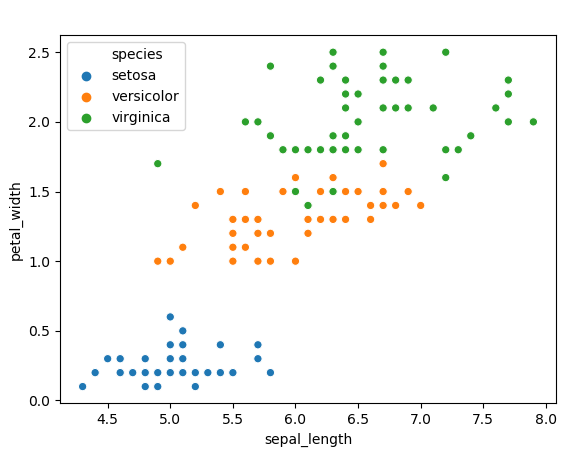 species
setosa
versicolor
virginica
2.5
2.0
1.5
1.0
0.5
0.0
petal_width
4.5 5.0 5.5 6.0 6.5 7.0 7.5 8.0
sepal_length